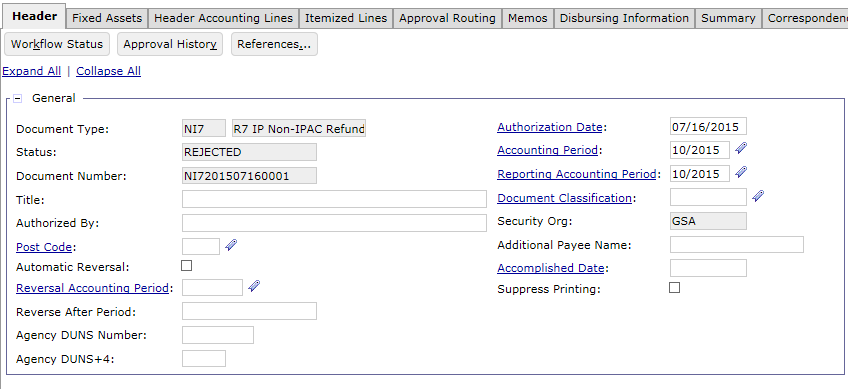 Header Fixed Assets Header Accounting Lines Itemized Lines Approval Routing Memos Disbursing Information Summary Correspondenc
Workflow Status Approval History References...
Expand All | Collapse All
General
Document Type: NI7 R7 IP Non-IPAC Refund
Status: REJECTED
Document Number: NI7201507160001
Title:
Authorized By:
Post Code:
Automatic Reversal:
Reversal Accounting Period:
Reverse After Period:
Agency DUNS Number:
Agency DUNS+4:
Authorization Date: 07/16/2015
Accounting Period: 10/2015
Reporting Accounting Period: 10/2015
Document Classification:
Security Org: GSA
Additional Payee Name:
Accomplished Date:
Suppress Printing: